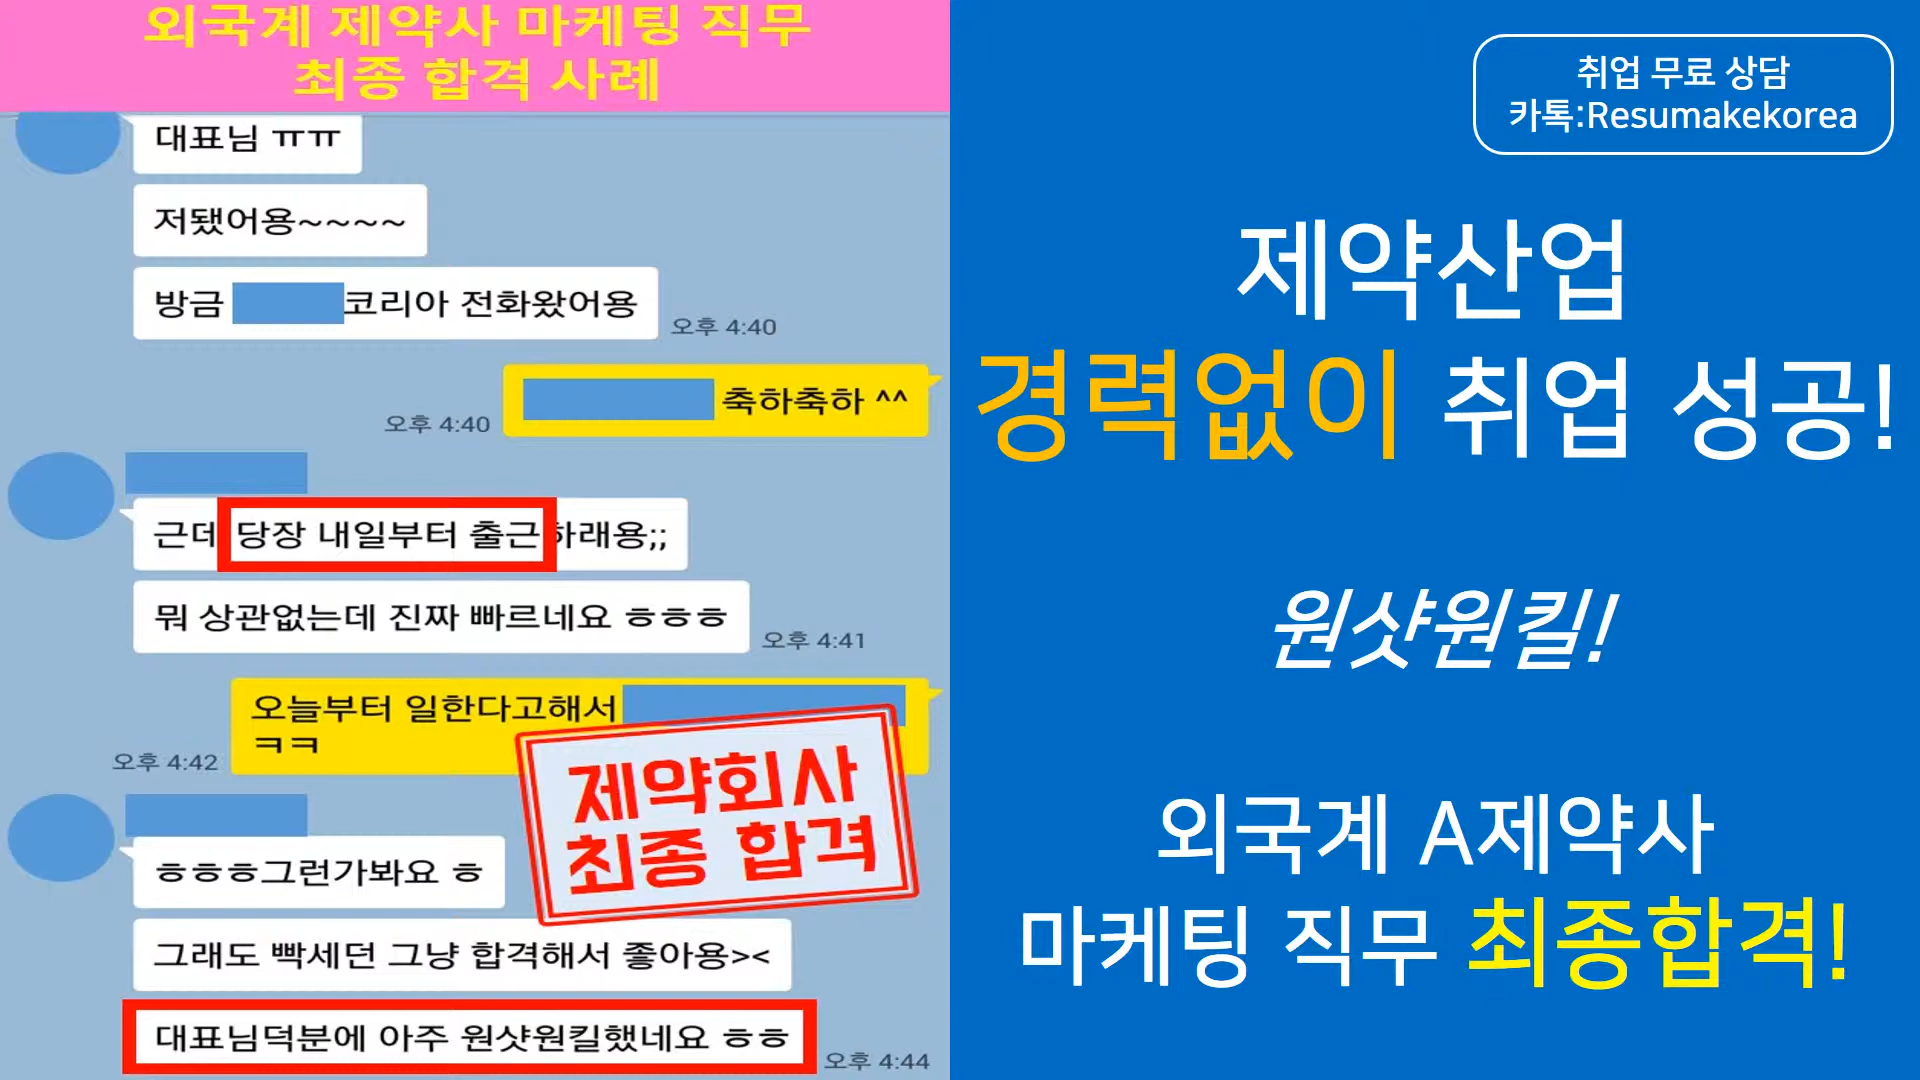 외국계 제약사 마케팅 직무
최종 합격 사례
대표님 ㅠㅠ
저됐어용~~~~
방금 코리아 전화왔어용
오후 4:40
축하축하 ^^
오후 4:40
근데 당장 내일부터 출근하래용;;
뭐 상관없는데 진짜 빠르네요 ㅎㅎㅎ
오후 4:41
오늘부터 일한다고해서
ㅋㅋ
오후 4:42
제약회사
최종 합격
ㅎㅎㅎ그런가봐요 ㅎ
그래도 빡세던 그냥 합격해서 좋아용><
대표님덕분에 아주 원샷원킬했네요 ㅎㅎ
오후 4:44
취업 무료 상담
카톡:Resumakekorea
제약산업
경력없이 취업 성공!
원샷원킬!
외국계 A제약사
마케팅 직무 최종합격!